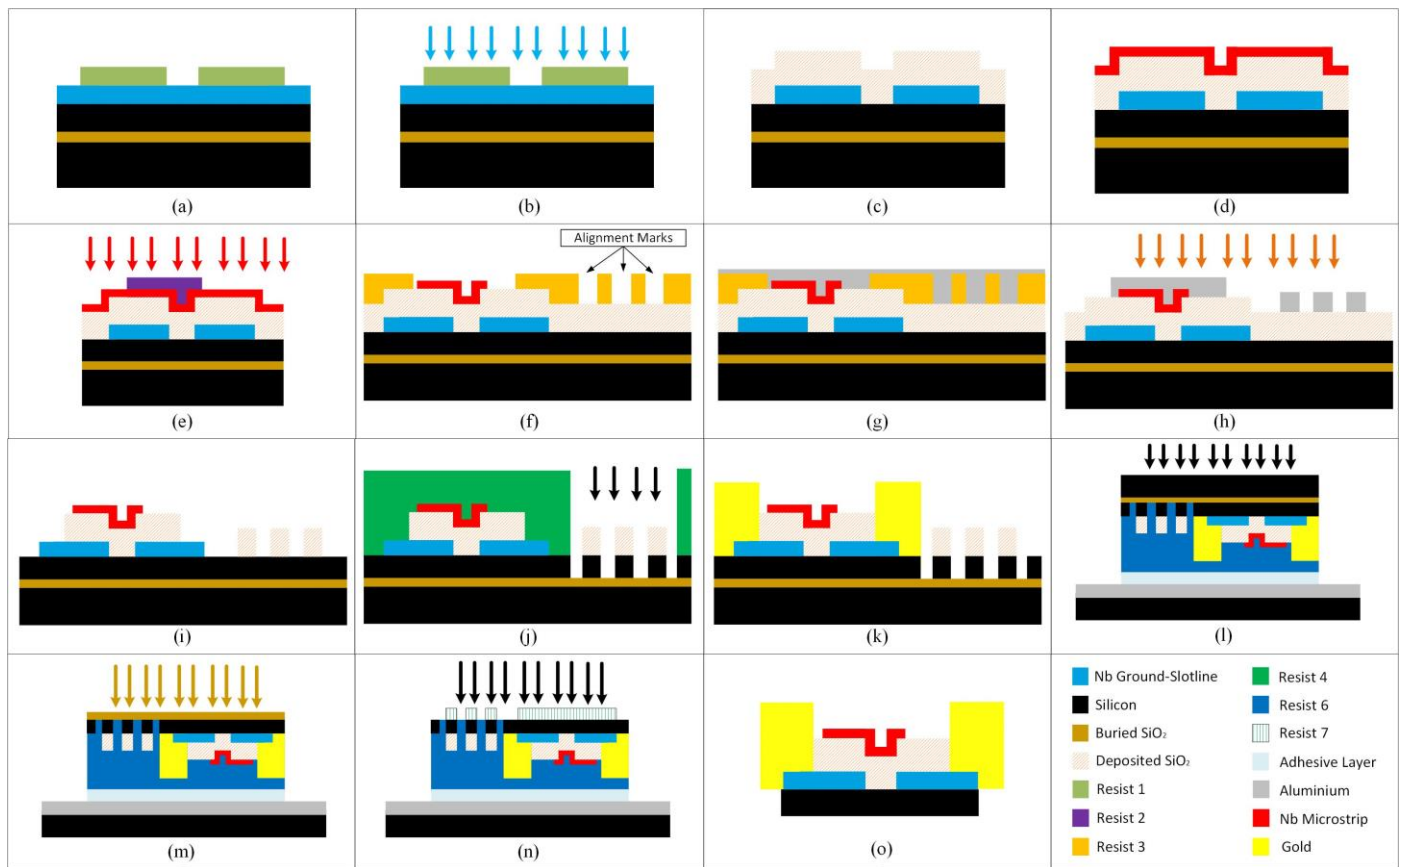 (a)
(b)
(c)
(d)
Alignment Marks
(e)
(f)
(g)
(h)
(i)
(j)
(k)
(l)
(m)
(n)
(o)
Nb Ground-Slotline
Silicon
Buried SiO₂
Deposited SiO₂
Resist 1
Resist 2
Resist 3
Resist 4
Resist 6
Resist 7
Adhesive Layer
Aluminium
Nb Microstrip
Gold